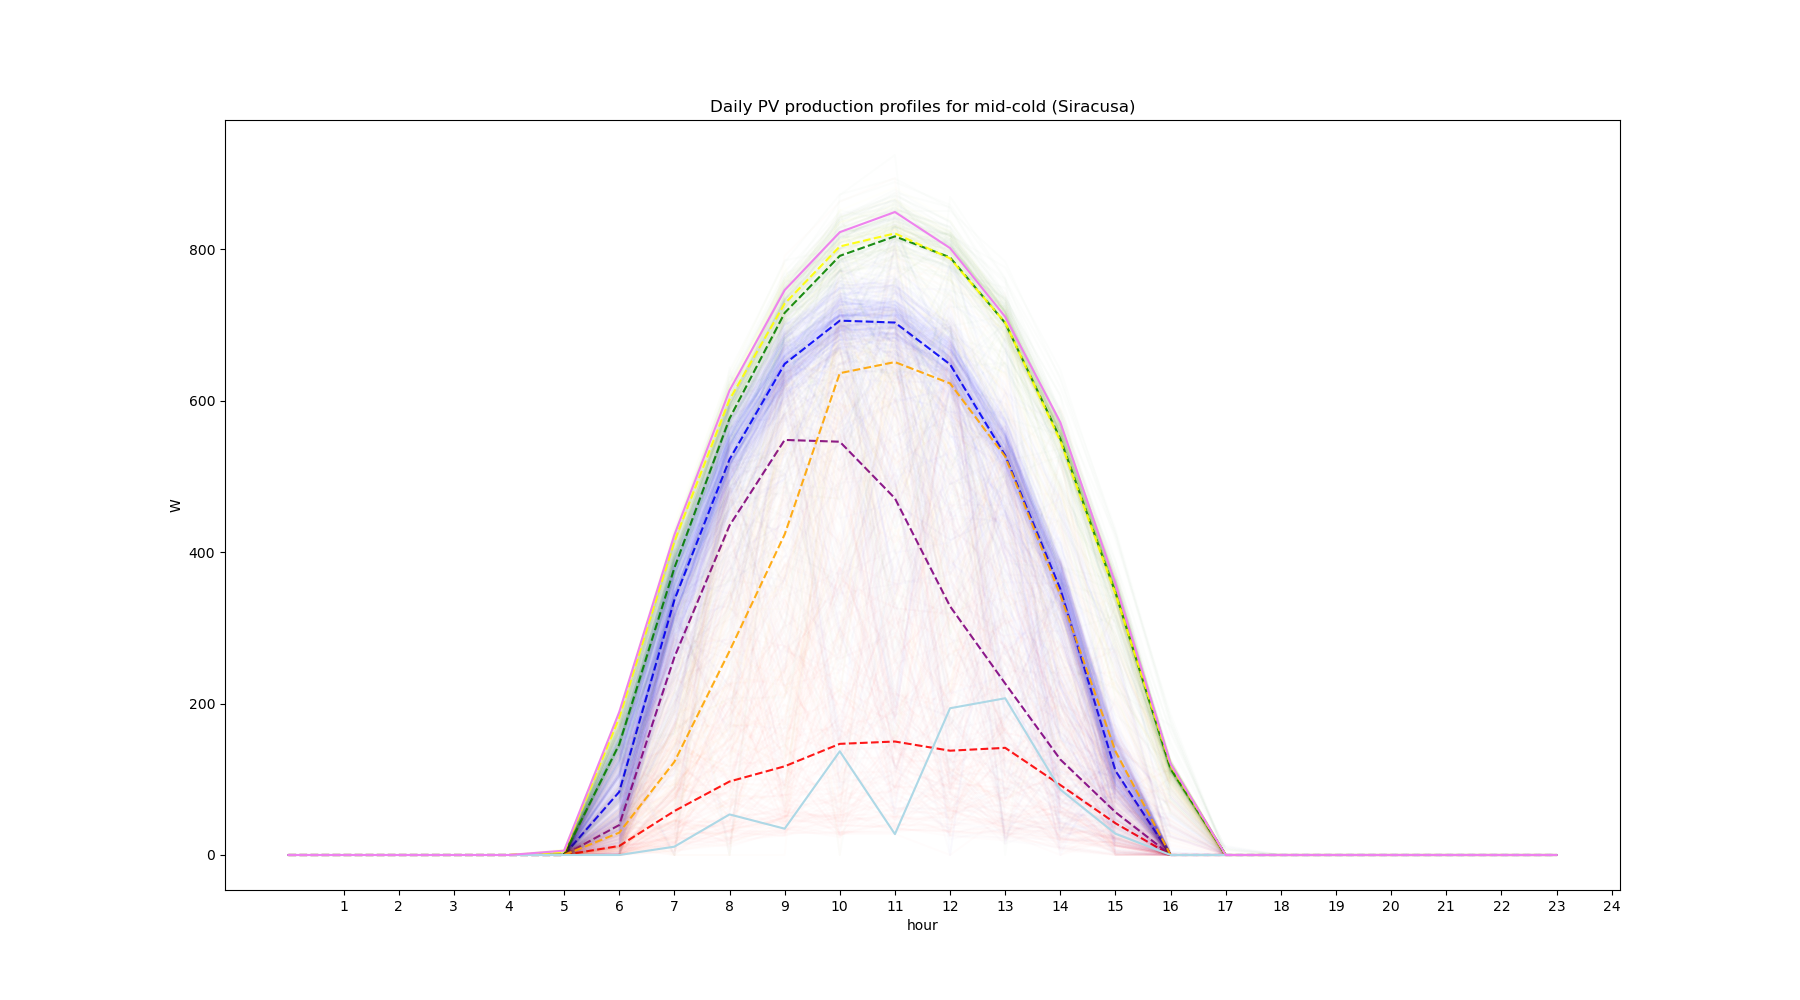 Daily PV production profiles for mid-cold (Siracusa)
W
800
600
400
200
0
1 2 3 4 5 6 7 8 9 10 11 12 13 14 15 16 17 18 19 20 21 22 23 24
hour